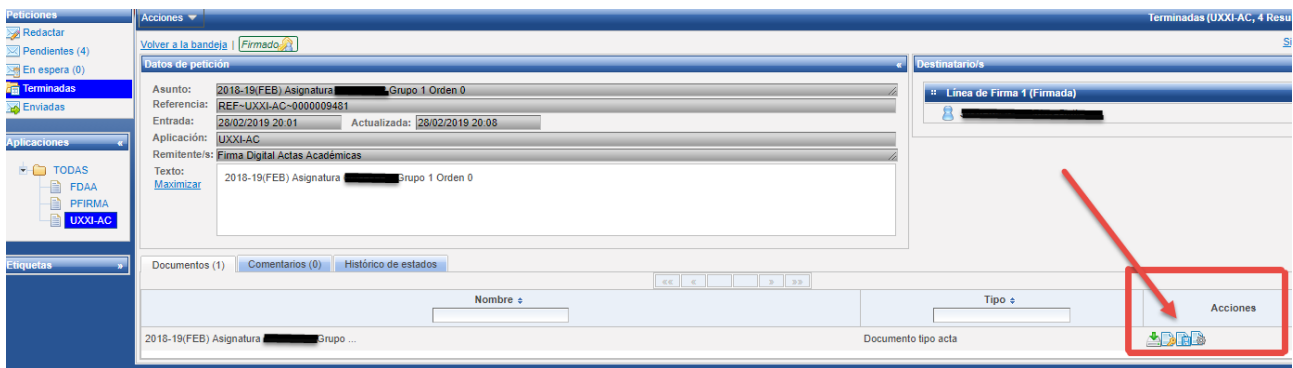 Peticiones
Redactar
Pendientes (4)
En espera (0)
Terminadas
Enviadas
Aplicaciones «
TODAS
FDAA
PFIRMA
UXXI-AC
Etiquetas »
Acciones
Terminadas (UXXI-AC, 4 Resu
Volver a la bandeja | Firmado
Si
Datos de petición «
Asunto: 2018-19(FEB) Asignatura Grupo 1 Orden 0
Referencia: REF~UXXI-AC~0000009481
Entrada: 28/02/2019 20:01 Actualizada: 28/02/2019 20:08
Aplicación: UXXI-AC
Remitente/s: Firma Digital Actas Académicas
Texto:
Maximizar
2018-19(FEB) Asignatura Grupo 1 Orden 0
Destinatario/s
Línea de Firma 1 (Firmada)
Documentos (1) Comentarios (0) Histórico de estados
«« « » »»
Nombre Tipo Acciones
2018-19(FEB) Asignatura Grupo ... Documento tipo acta